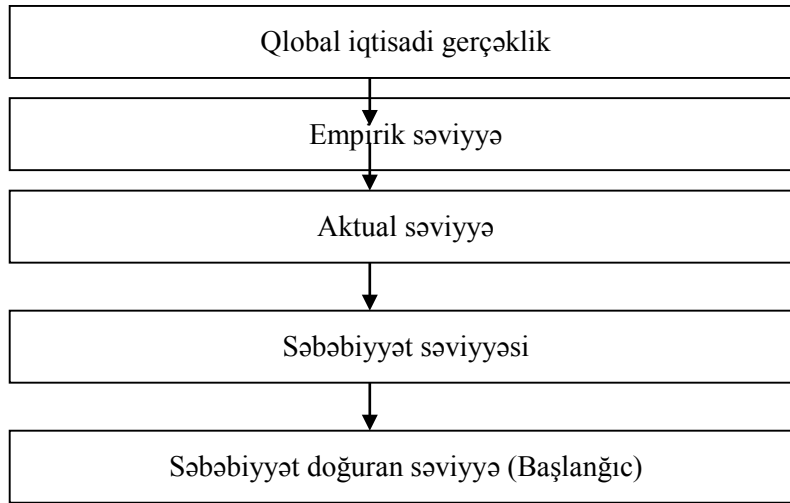 Qlobal iqtisadi gerçəklik
Empirik səviyyə
Aktual səviyyə
Səbəbiyyət səviyyəsi
Səbəbiyyət doğuran səviyyə (Başlanğıc)